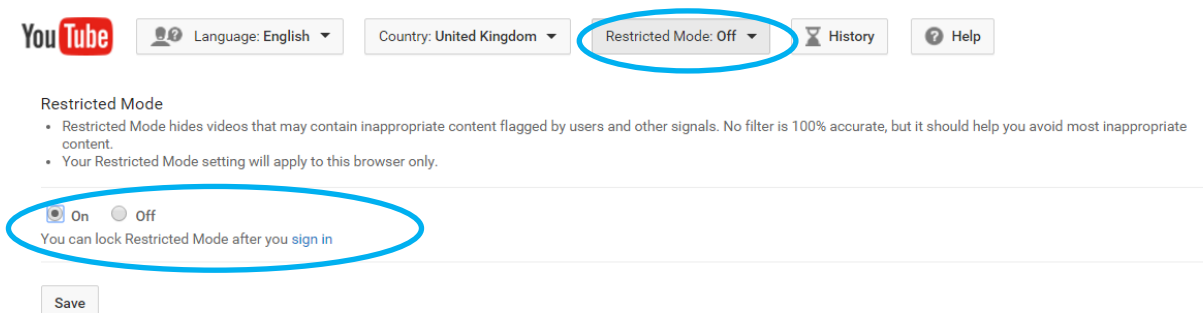 YouTube Language: English Country: United Kingdom Restricted Mode: Off History Help
Restricted Mode
• Restricted Mode hides videos that may contain inappropriate content flagged by users and other signals. No filter is 100% accurate, but it should help you avoid most inappropriate
content.
• Your Restricted Mode setting will apply to this browser only.
On Off
You can lock Restricted Mode after you sign in
Save